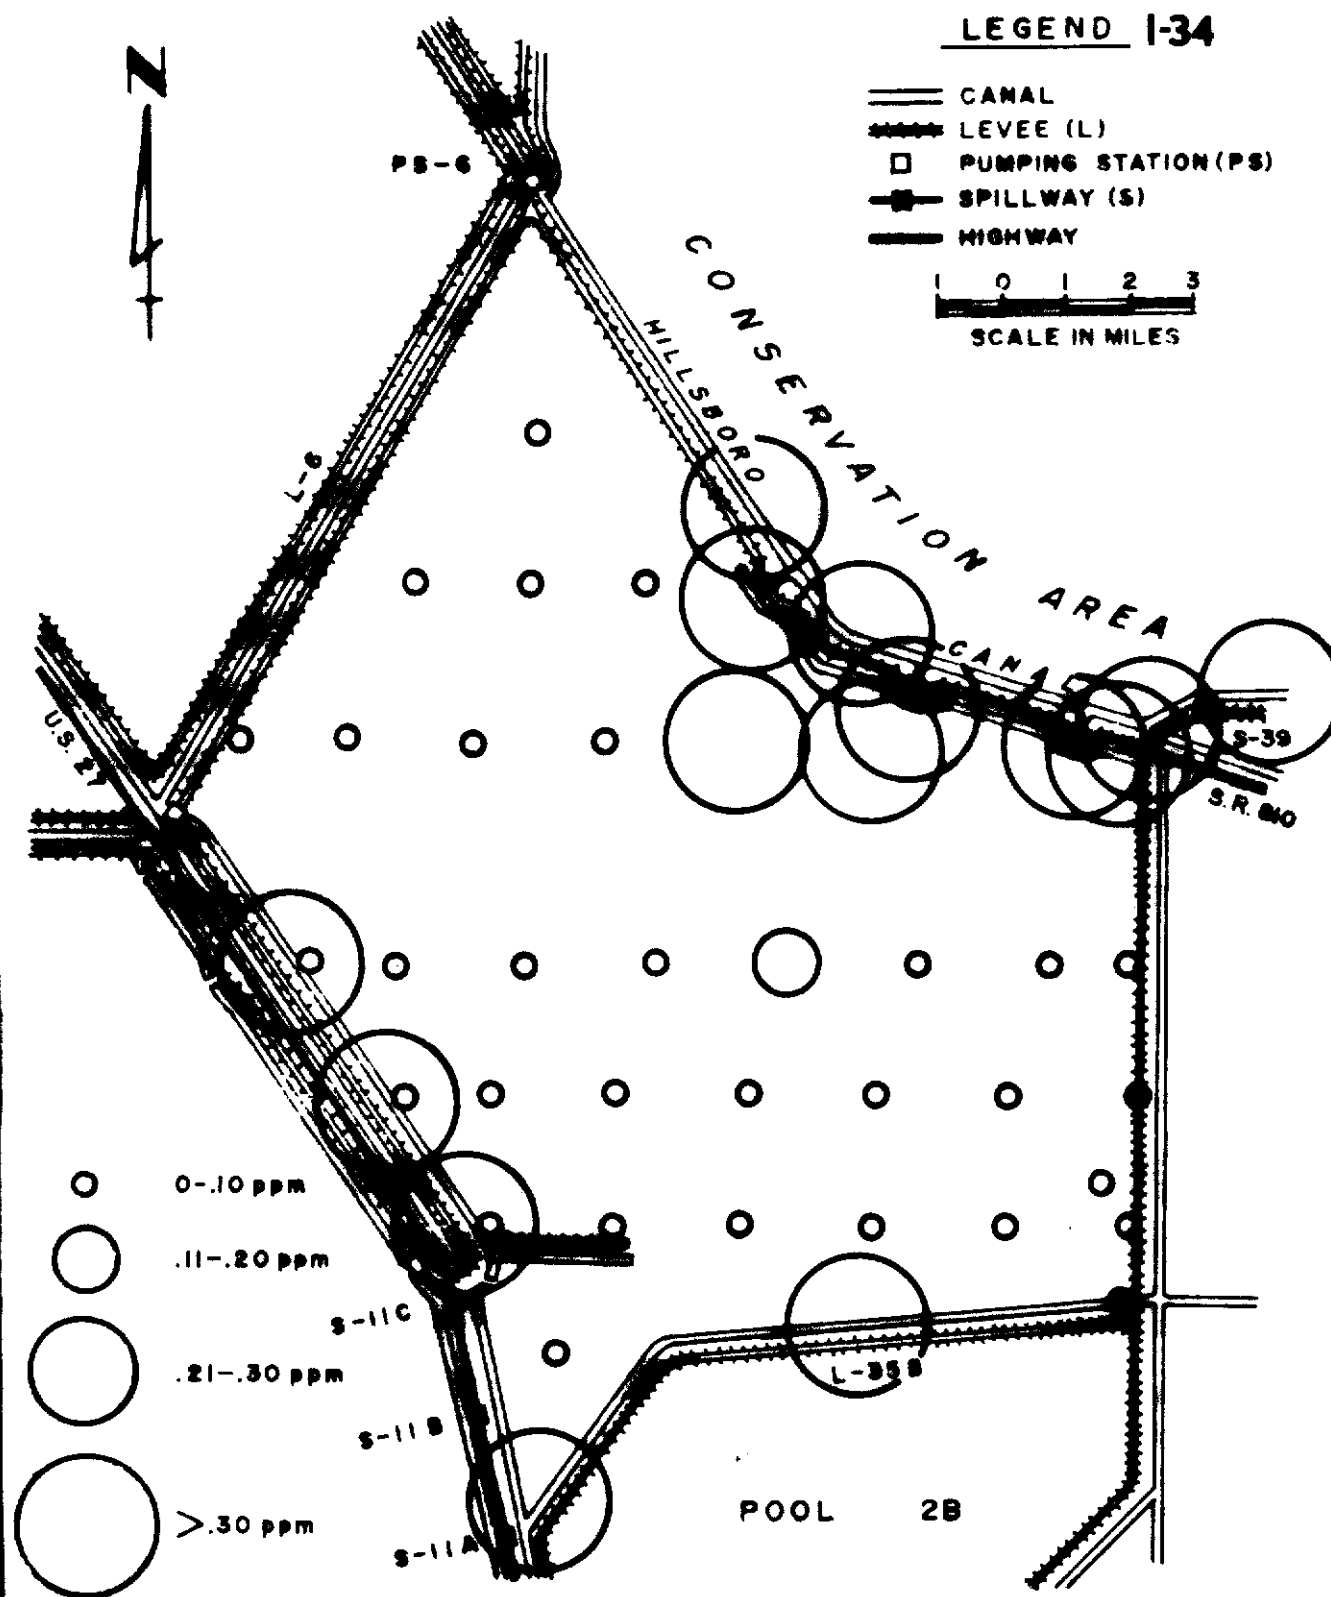 LEGEND I-34
N
CANAL
LEVEE (L)
PUMPING STATION (PS)
SPILLWAY (S)
HIGHWAY
1 0 1 2 3
SCALE IN MILES
PS-6
CONSERVATION AREA
HILLSBORO
CANAL
L-6
U.S. 27
S-39
S.R. 810
0-.10 ppm
.11-.20 ppm
.21-.30 ppm
>.30 ppm
S-11C
S-11B
S-11A
L-35B
POOL 2B